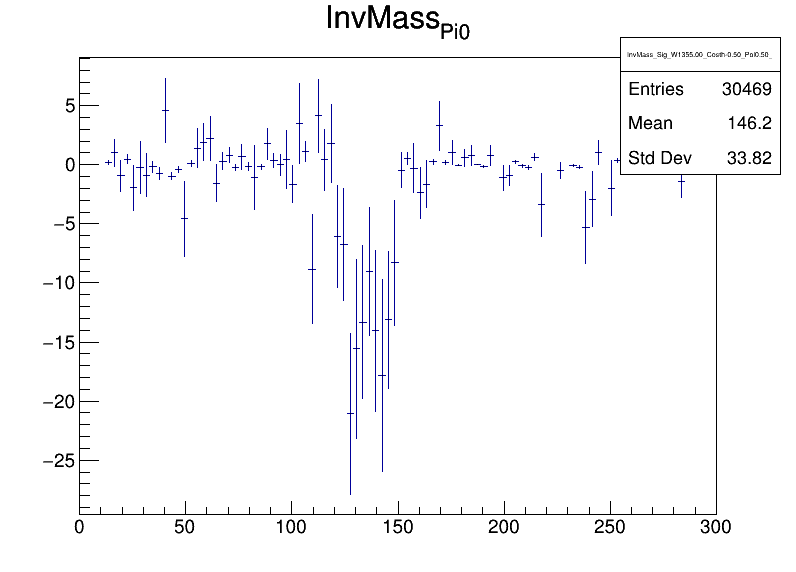 InvMass_Pi0
InvMass_Sig_W1355.00_Costh-0.50_Pol0.50_
Entries 30469
Mean 146.2
Std Dev 33.82
5
0
−5
−10
−15
−20
−25
0 50 100 150 200 250 300